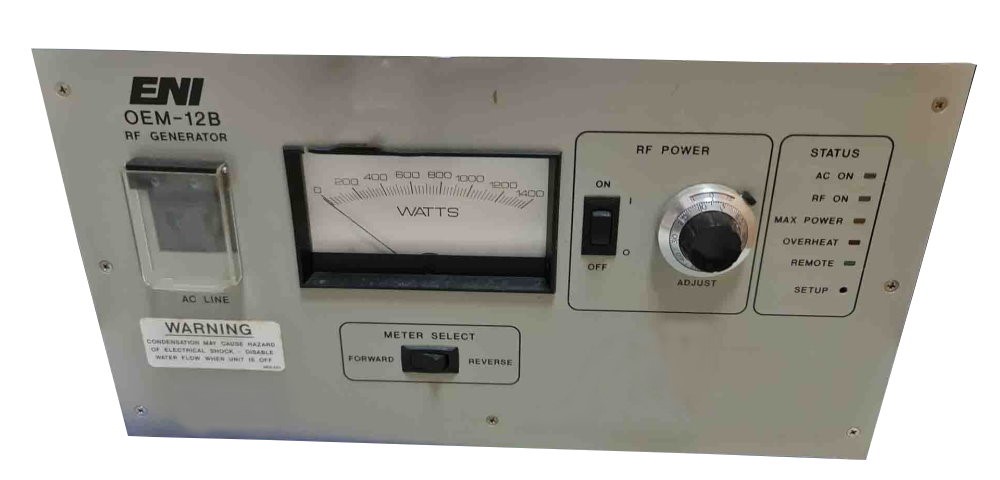 ENI
OEM-12B
RF GENERATOR
AC LINE
WARNING
CONDENSATION MAY CAUSE HAZARD
OF ELECTRICAL SHOCK - DISABLE
WATER FLOW WHEN UNIT IS OFF
0 200 400 600 800 1000 1200 1400
WATTS
METER SELECT
FORWARD REVERSE
RF POWER
ON
I
O
OFF
ADJUST
STATUS
AC ON
RF ON
MAX POWER
OVERHEAT
REMOTE
SETUP